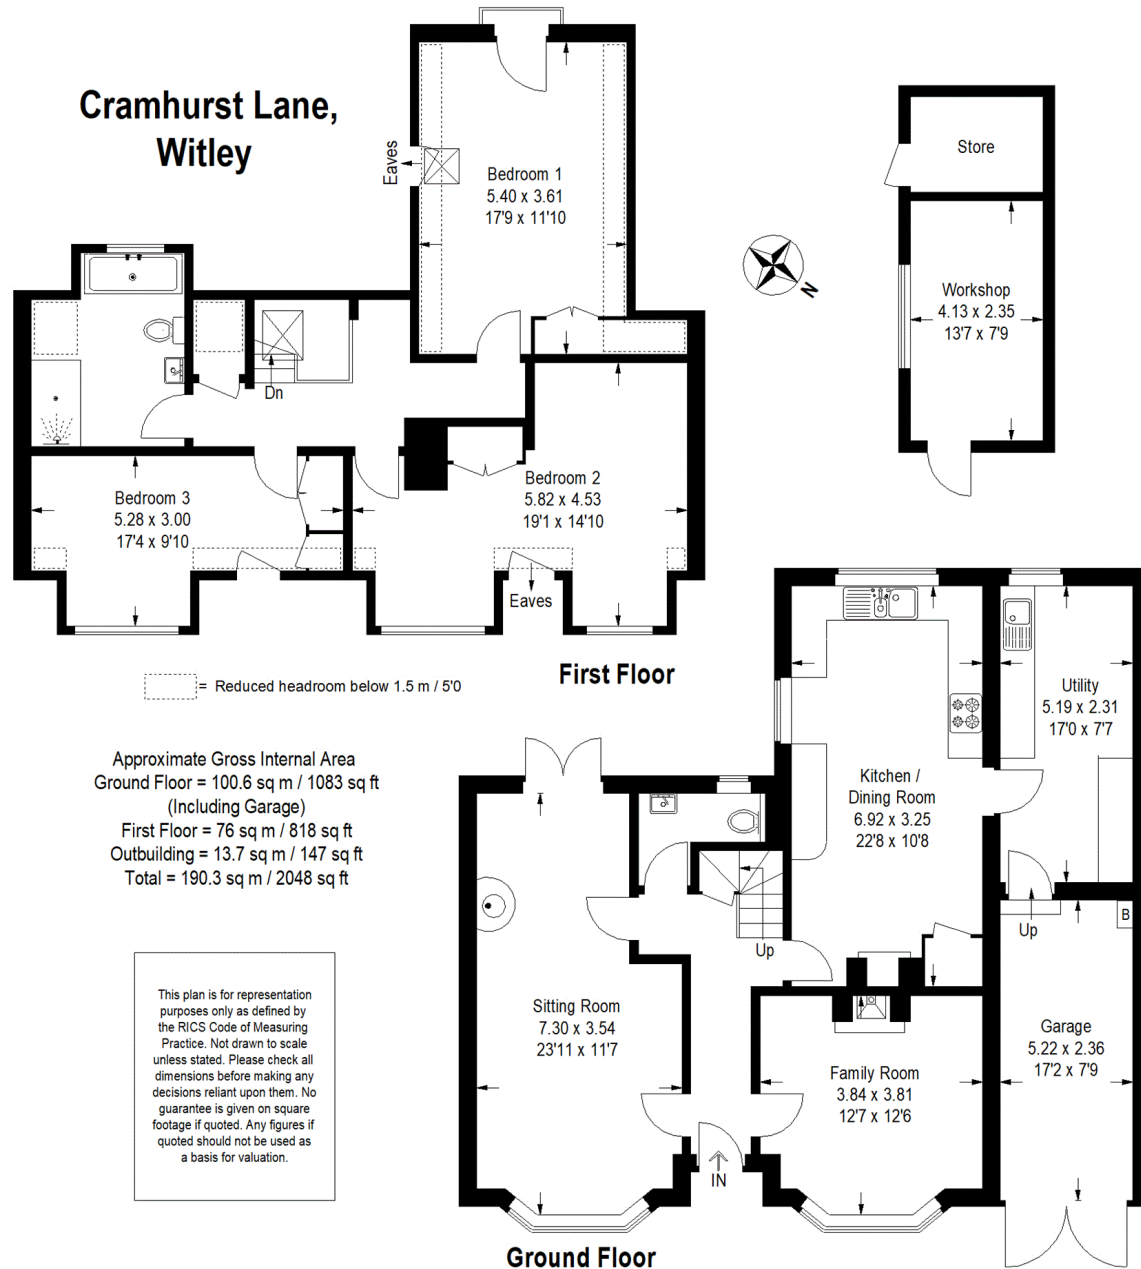 Cramhurst Lane,
Witley
Eaves
Bedroom 1
5.40 x 3.61
17'9 x 11'10
Store
N
Workshop
4.13 x 2.35
13'7 x 7'9
Dn
Bedroom 3
5.28 x 3.00
17'4 x 9'10
Bedroom 2
5.82 x 4.53
19'1 x 14'10
Eaves
First Floor
= Reduced headroom below 1.5 m / 5'0
Approximate Gross Internal Area
Ground Floor = 100.6 sq m / 1083 sq ft
(Including Garage)
First Floor = 76 sq m / 818 sq ft
Outbuilding = 13.7 sq m / 147 sq ft
Total = 190.3 sq m / 2048 sq ft
Utility
5.19 x 2.31
17'0 x 7'7
Kitchen /
Dining Room
6.92 x 3.25
22'8 x 10'8
Up
Up
B
Sitting Room
7.30 x 3.54
23'11 x 11'7
Family Room
3.84 x 3.81
12'7 x 12'6
Garage
5.22 x 2.36
17'2 x 7'9
IN
Ground Floor
This plan is for representation
purposes only as defined by
the RICS Code of Measuring
Practice. Not drawn to scale
unless stated. Please check all
dimensions before making any
decisions reliant upon them. No
guarantee is given on square
footage if quoted. Any figures if
quoted should not be used as
a basis for valuation.